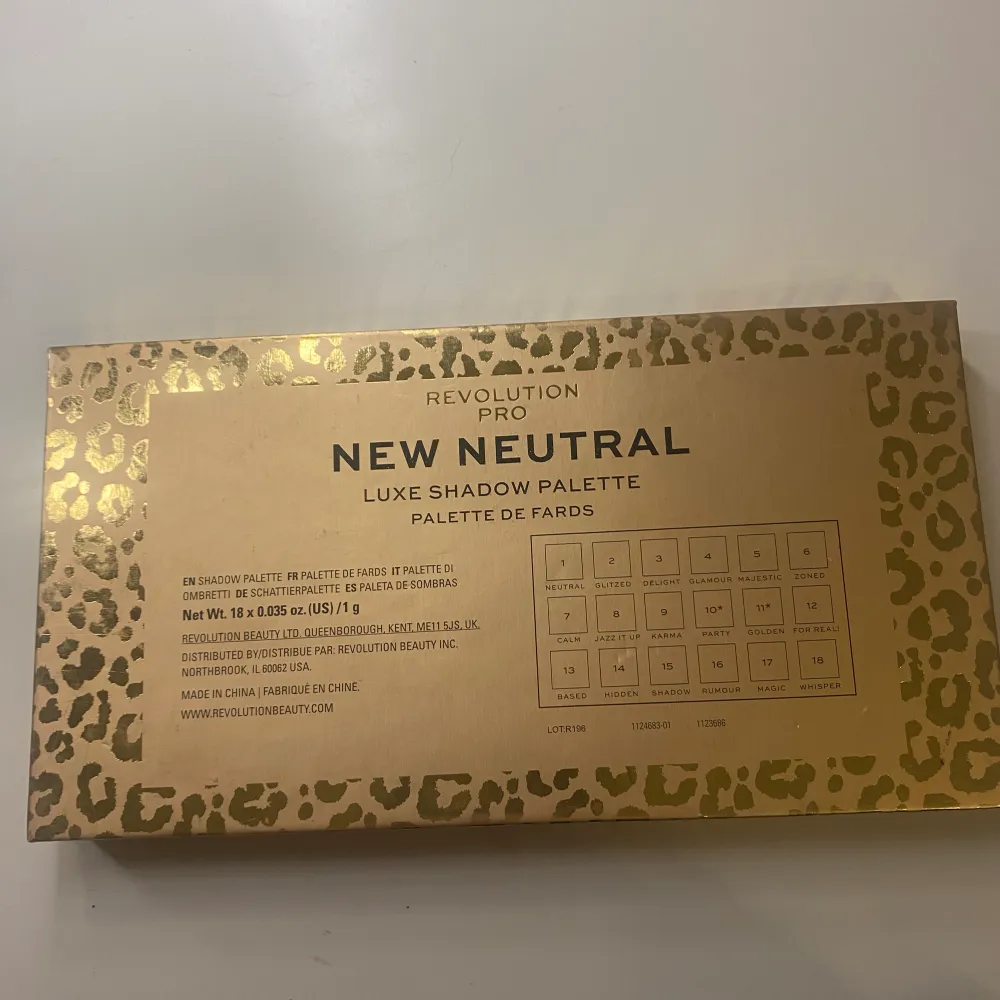 REVOLUTION
PRO
NEW NEUTRAL
LUXE SHADOW PALETTE
PALETTE DE FARDS
EN SHADOW PALETTE FR PALETTE DE FARDS IT PALETTE DI
OMBRETTI DE SCHATTIERPALETTE ES PALETA DE SOMBRAS
Net Wt. 18 x 0.035 oz. (US) / 1 g
REVOLUTION BEAUTY LTD. QUEENBOROUGH, KENT, ME11 5JS, UK.
DISTRIBUTED BY/DISTRIBUE PAR: REVOLUTION BEAUTY INC.
NORTHBROOK, IL 60062 USA.
MADE IN CHINA | FABRIQUÉ EN CHINE.
WWW.REVOLUTIONBEAUTY.COM
1 2 3 4 5 6
NEUTRAL GLITZED DELIGHT GLAMOUR MAJESTIC ZONED
7 8 9 10* 11* 12
CALM JAZZ IT UP KARMA PARTY GOLDEN FOR REAL!
13 14 15 16 17 18
BASED HIDDEN SHADOW RUMOUR MAGIC WHISPER
LOT:R196 1124683-01 1123686